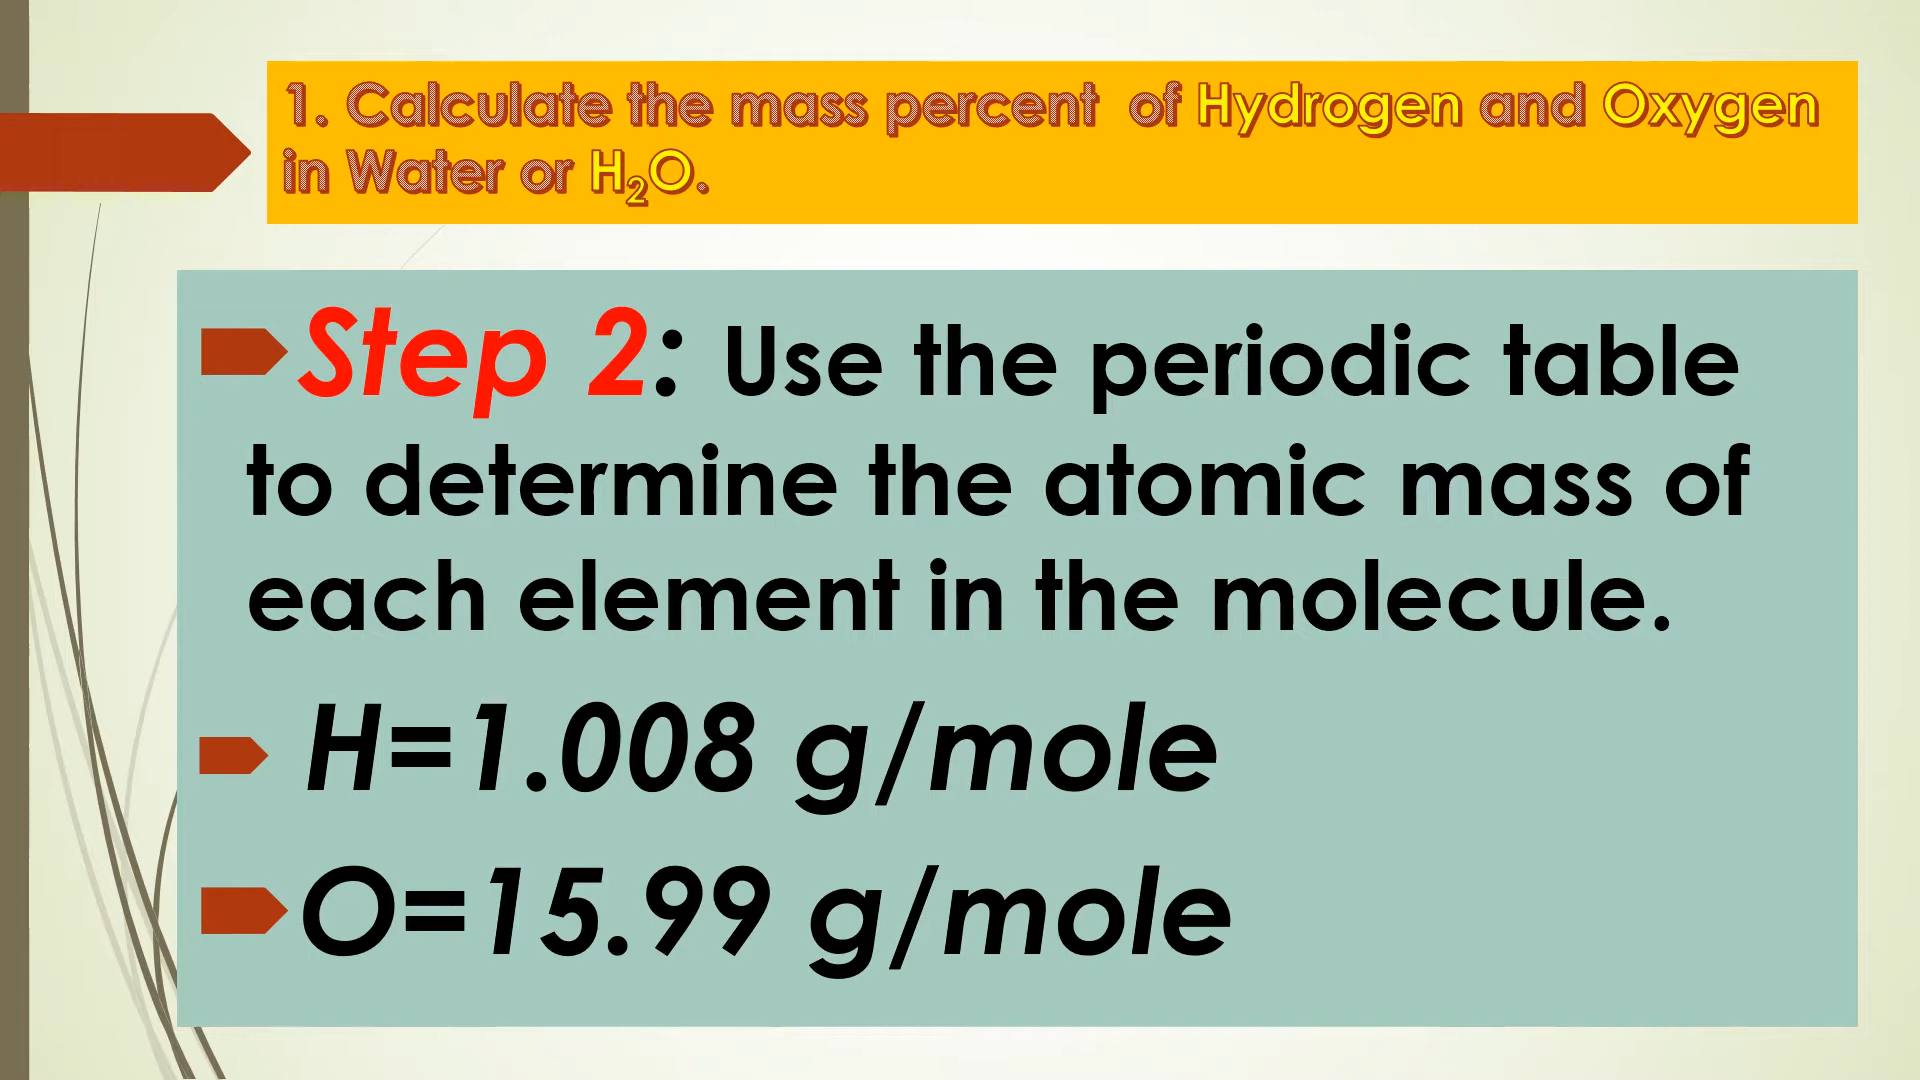 1. Calculate the mass percent of Hydrogen and Oxygen
in Water or H₂O.
Step 2: Use the periodic table
to determine the atomic mass of
each element in the molecule.
H=1.008 g/mole
O=15.99 g/mole